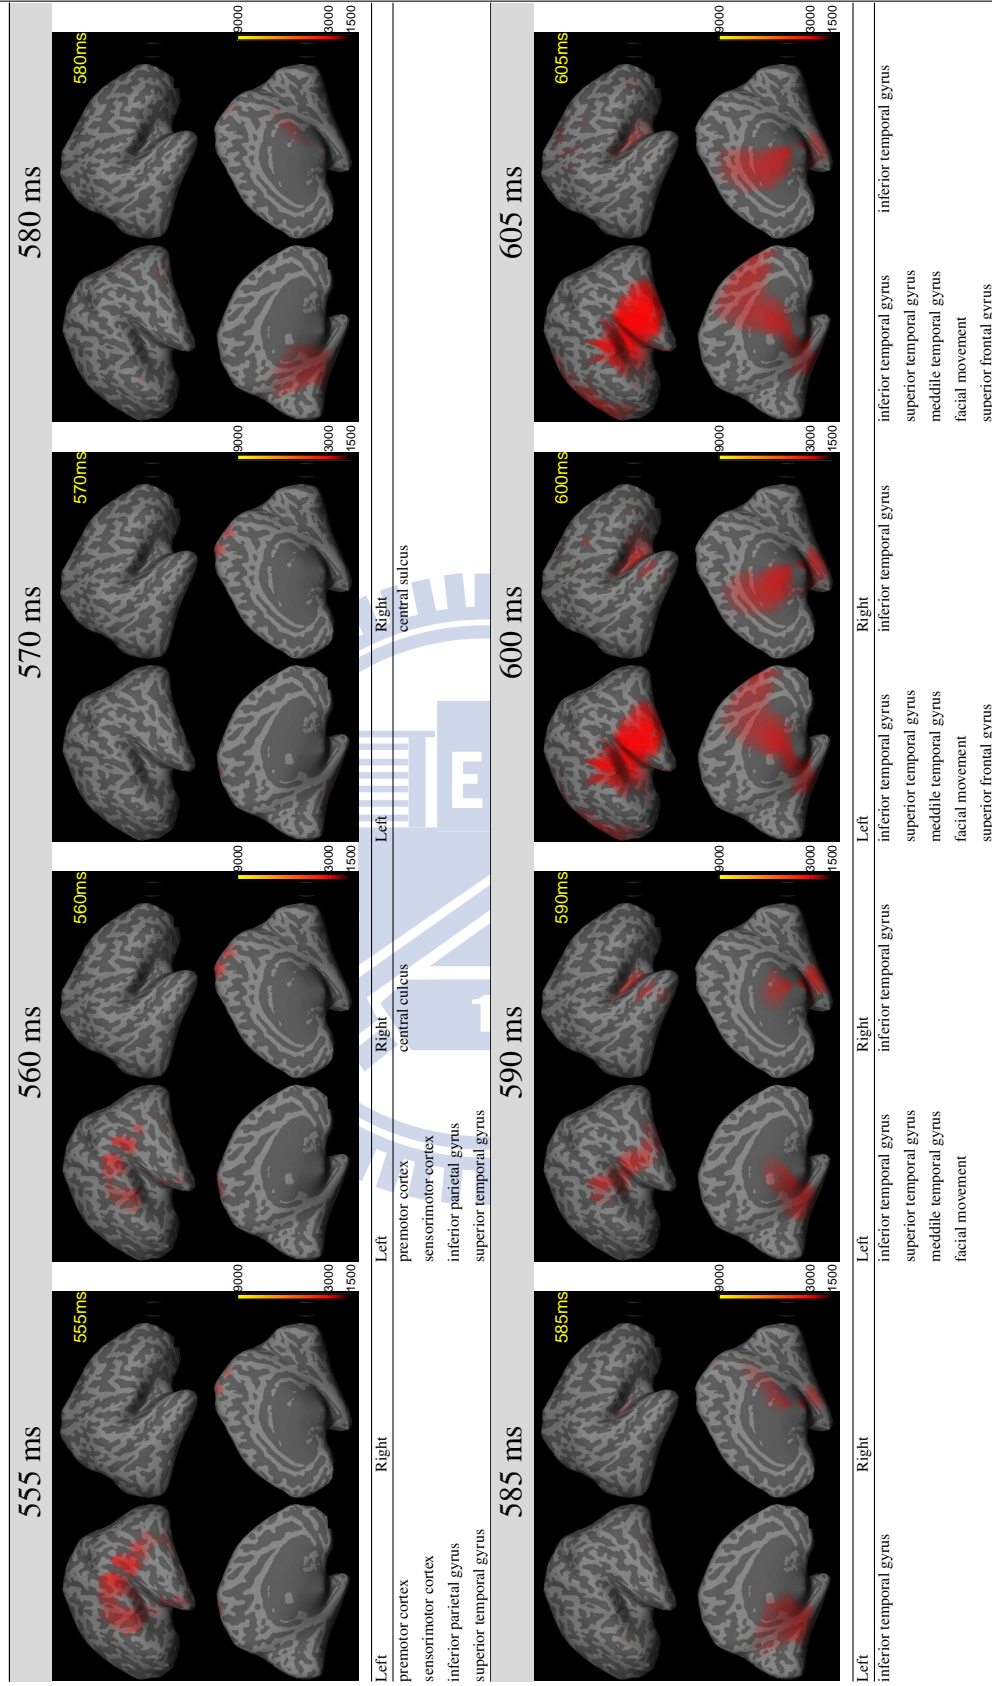 555 ms 560 ms 570 ms 580 ms
555ms
9000
3000
1500
560ms
9000
3000
1500
570ms
9000
3000
1500
580ms
9000
3000
1500
Left Right Left Right Left Right
premotor cortex premotor cortex central culcus central sulcus
sensorimotor cortex sensorimotor cortex
inferior parietal gyrus inferior parietal gyrus
superior temporal gyrus superior temporal gyrus
E
1
585 ms 590 ms 600 ms 605 ms
585ms
9000
3000
1500
590ms
9000
3000
1500
600ms
9000
3000
1500
605ms
9000
3000
1500
Left Right Left Right Left Right
inferior temporal gyrus inferior temporal gyrus inferior temporal gyrus inferior temporal gyrus inferior temporal gyrus inferior temporal gyrus inferior temporal gyrus
superior temporal gyrus superior temporal gyrus superior temporal gyrus
meddile temporal gyrus meddile temporal gyrus meddile temporal gyrus
facial movement facial movement facial movement
superior frontal gyrus superior frontal gyrus